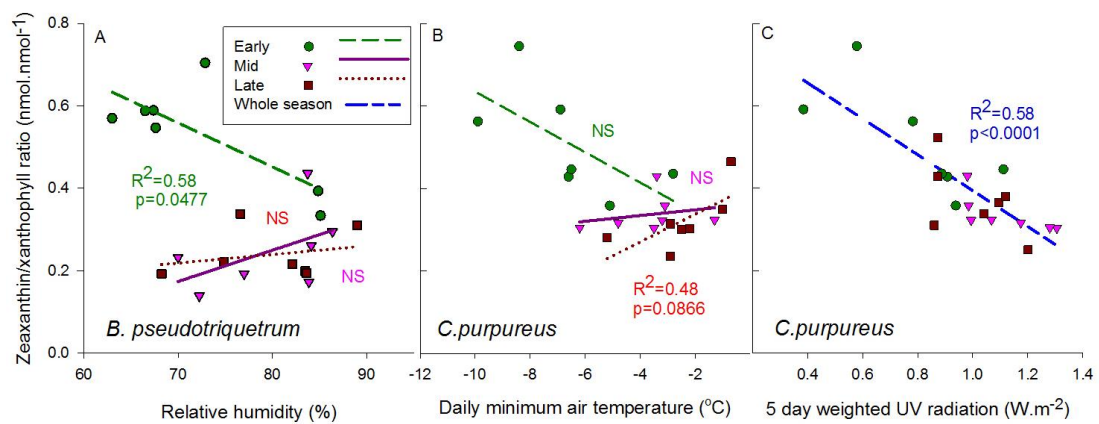 Zeaxanthin/xanthophyll ratio (nmol.nmol-1)
0.8
0.6
0.4
0.2
0.0
A
Early
Mid
Late
Whole season
R2=0.58
p=0.0477
NS
NS
B. pseudotriquetrum
60 70 80 90
Relative humidity (%)
B
NS
NS
R2=0.48
p=0.0866
C.purpureus
-12 -10 -8 -6 -4 -2
Daily minimum air temperature (oC)
C
R2=0.58
p<0.0001
C.purpureus
0.4 0.6 0.8 1.0 1.2 1.4
5 day weighted UV radiation (W.m-2)